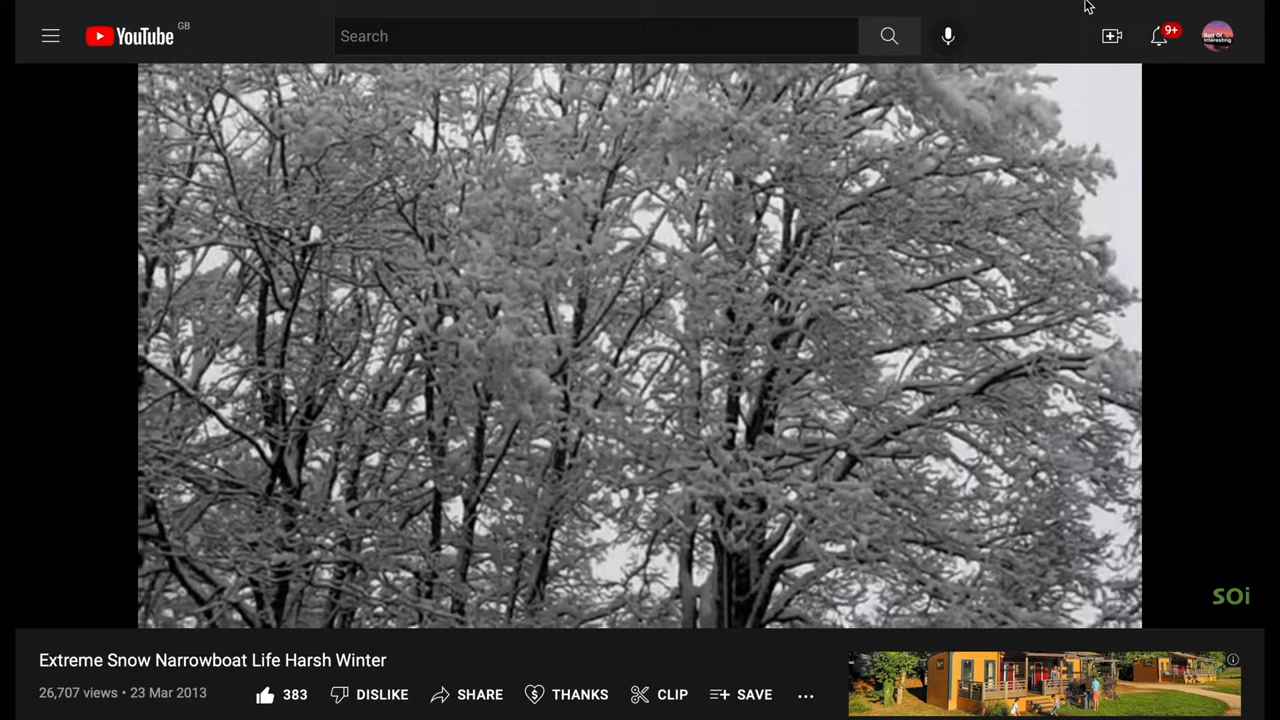 YouTube GB
Search
9+
SOi
Extreme Snow Narrowboat Life Harsh Winter
26,707 views • 23 Mar 2013
383 DISLIKE SHARE THANKS CLIP SAVE ...